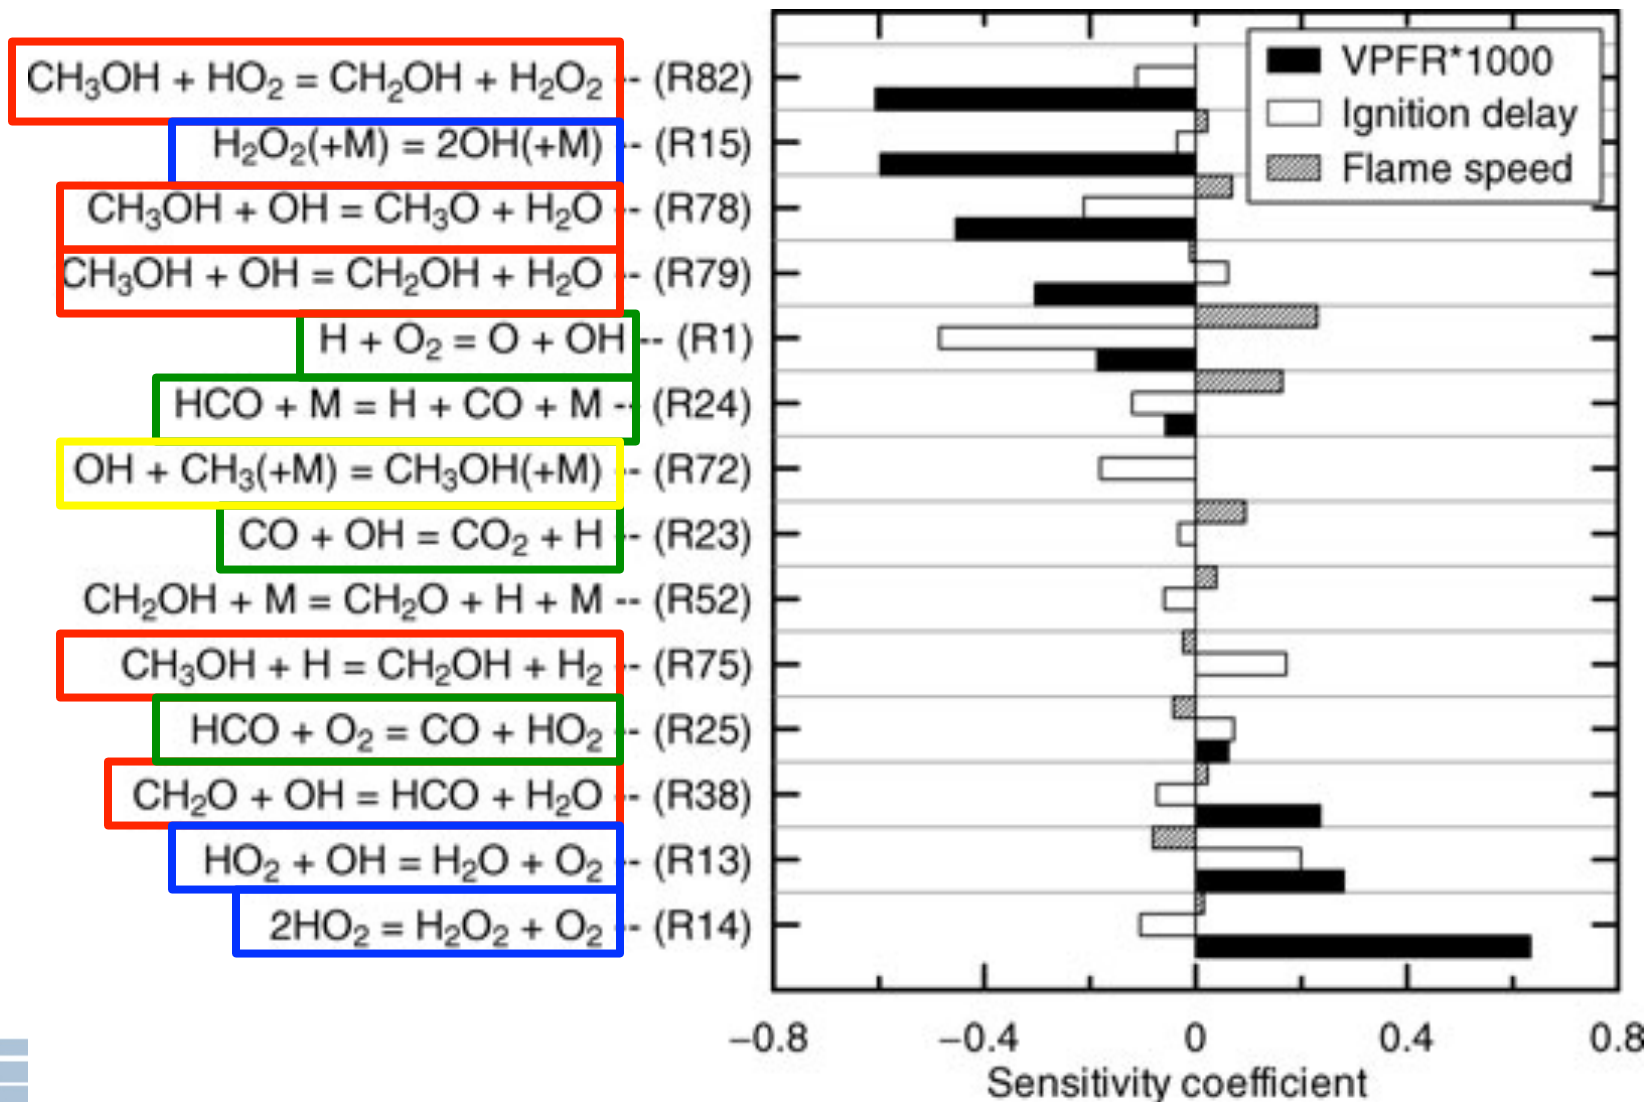 CH₃OH + HO₂ = CH₂OH + H₂O₂ -- (R82)
H₂O₂(+M) = 2OH(+M) -- (R15)
CH₃OH + OH = CH₃O + H₂O -- (R78)
CH₃OH + OH = CH₂OH + H₂O -- (R79)
H + O₂ = O + OH -- (R1)
HCO + M = H + CO + M -- (R24)
OH + CH₃(+M) = CH₃OH(+M) -- (R72)
CO + OH = CO₂ + H -- (R23)
CH₂OH + M = CH₂O + H + M -- (R52)
CH₃OH + H = CH₂OH + H₂ -- (R75)
HCO + O₂ = CO + HO₂ -- (R25)
CH₂O + OH = HCO + H₂O -- (R38)
HO₂ + OH = H₂O + O₂ -- (R13)
2HO₂ = H₂O₂ + O₂ -- (R14)
VPFR*1000
Ignition delay
Flame speed
−0.8 −0.4 0 0.4 0.8
Sensitivity coefficient